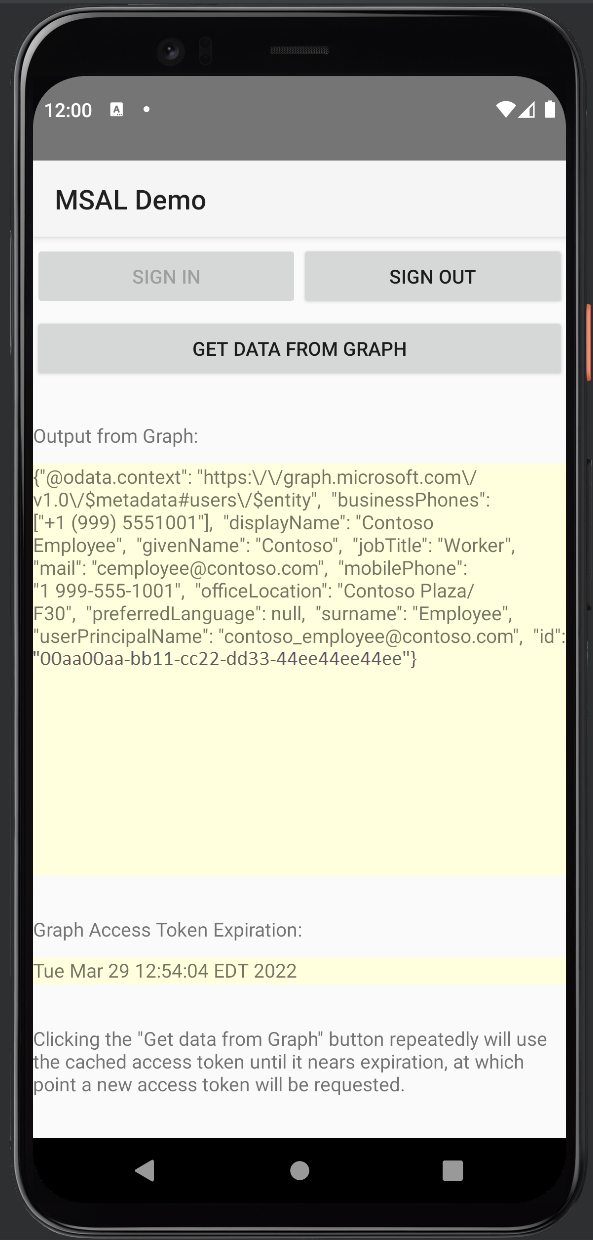 12:00
A
MSAL Demo
SIGN IN
SIGN OUT
GET DATA FROM GRAPH
Output from Graph:
{"@odata.context": "https:\/\/graph.microsoft.com\/
v1.0\/$metadata#users\/$entity",  "businessPhones":
["+1 (999) 5551001"],  "displayName": "Contoso
Employee",  "givenName": "Contoso",  "jobTitle": "Worker",
"mail": "cemployee@contoso.com",  "mobilePhone":
"1 999-555-1001",  "officeLocation": "Contoso Plaza/
F30",  "preferredLanguage": null,  "surname": "Employee",
"userPrincipalName": "contoso_employee@contoso.com",  "id":
"00aa00aa-bb11-cc22-dd33-44ee44ee44ee"}
Graph Access Token Expiration:
Tue Mar 29 12:54:04 EDT 2022
Clicking the "Get data from Graph" button repeatedly will use
the cached access token until it nears expiration, at which
point a new access token will be requested.